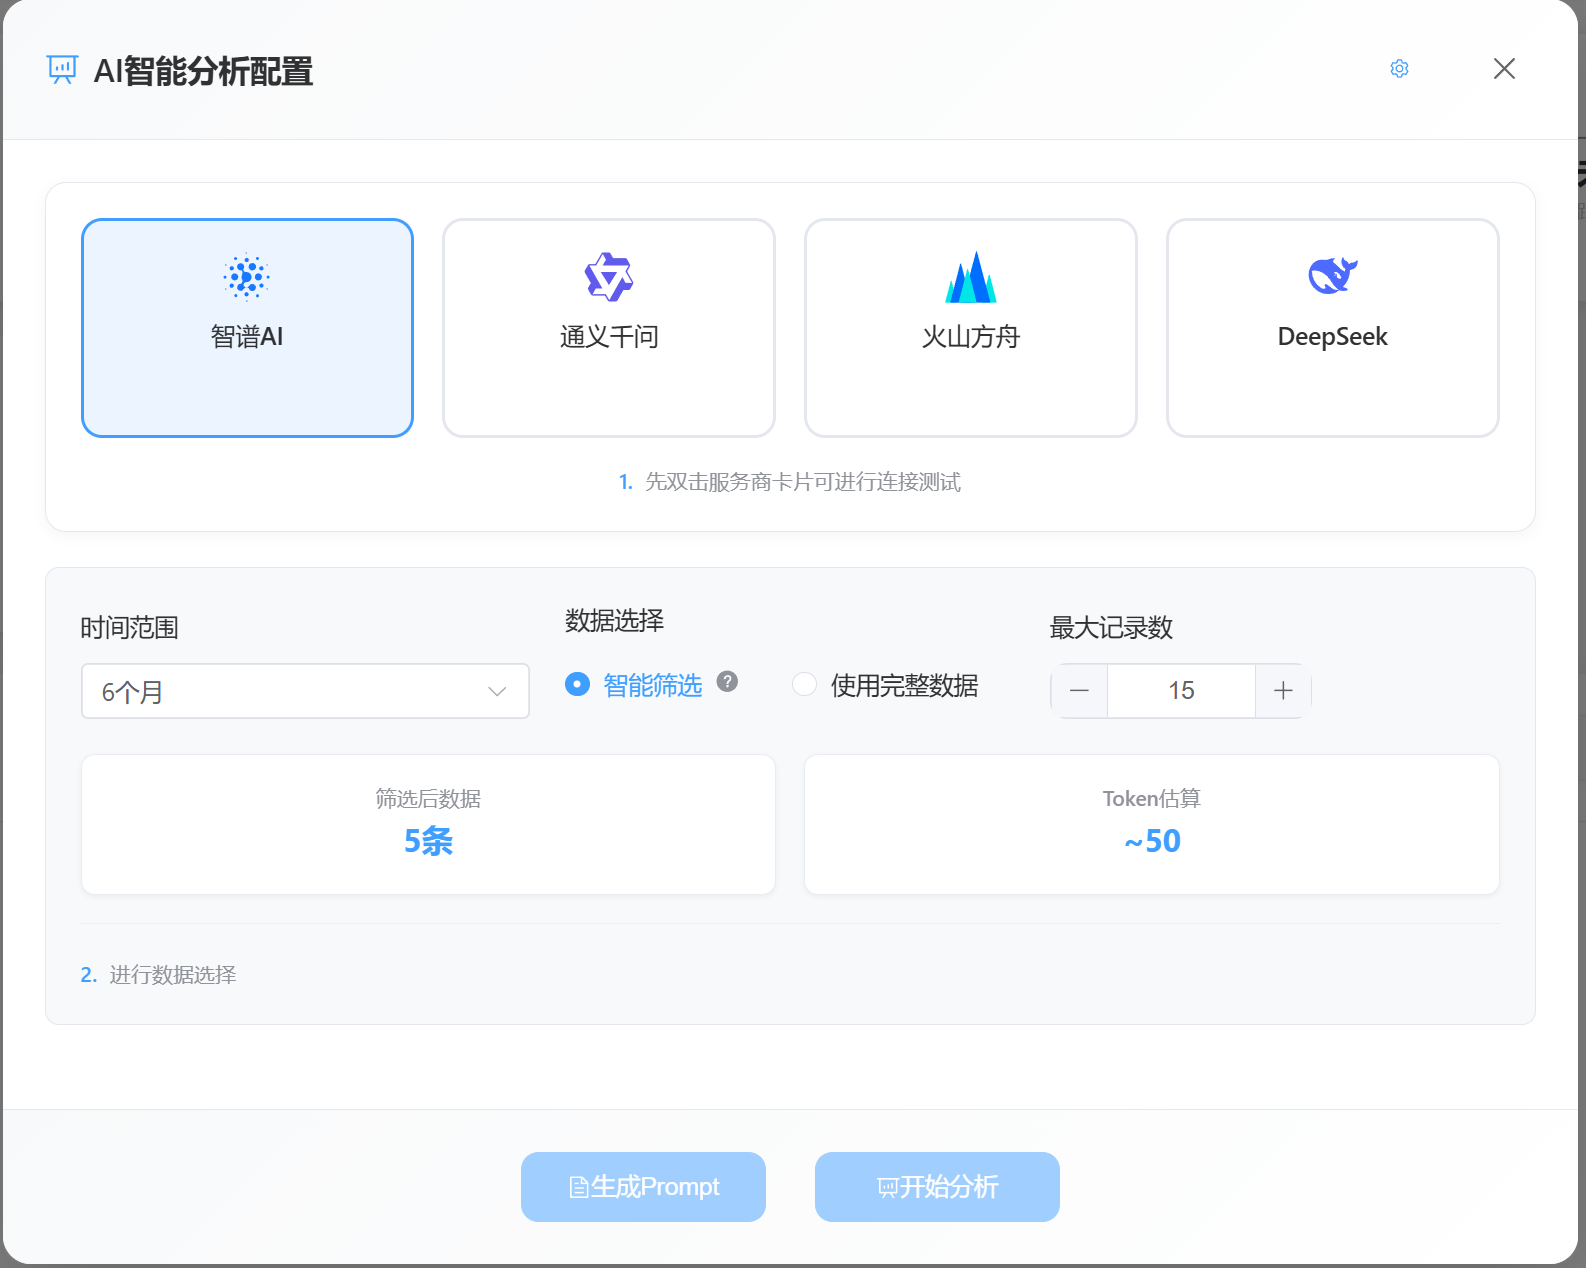 AI智能分析配置
智谱AI
通义千问
火山方舟
DeepSeek
1. 先双击服务商卡片可进行连接测试
时间范围
数据选择
最大记录数
6个月
智能筛选
?
使用完整数据
15
筛选后数据
5条
Token估算
~50
2. 进行数据选择
生成Prompt
开始分析